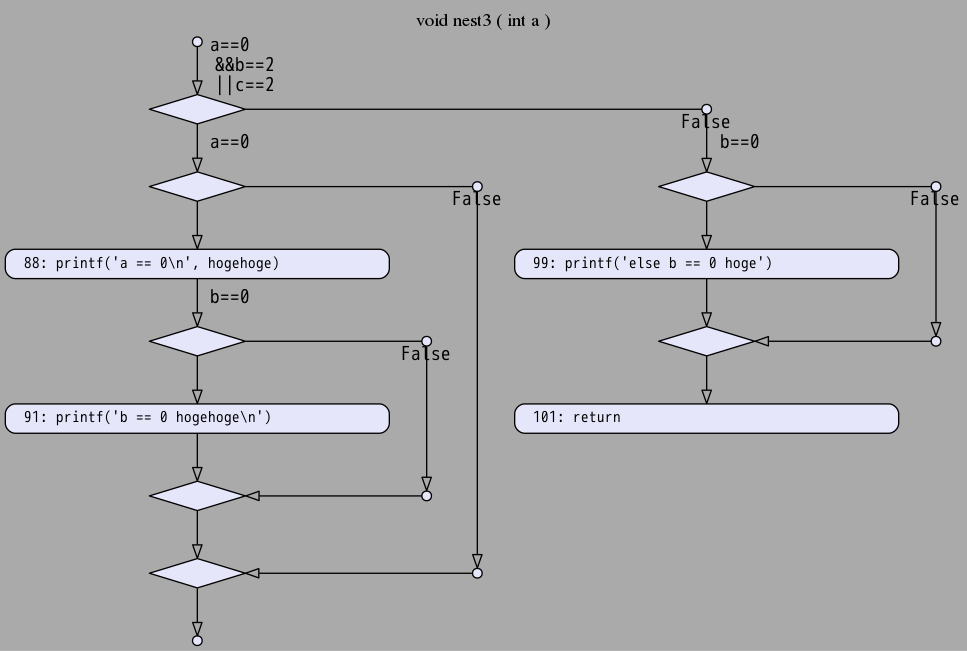 void nest3 ( int a )
a==0
&&b==2
||c==2
False
a==0
b==0
False
False
88: printf('a == 0\n', hogehoge)
99: printf('else b == 0 hoge')
b==0
False
91: printf('b == 0 hogehoge\n')
101: return